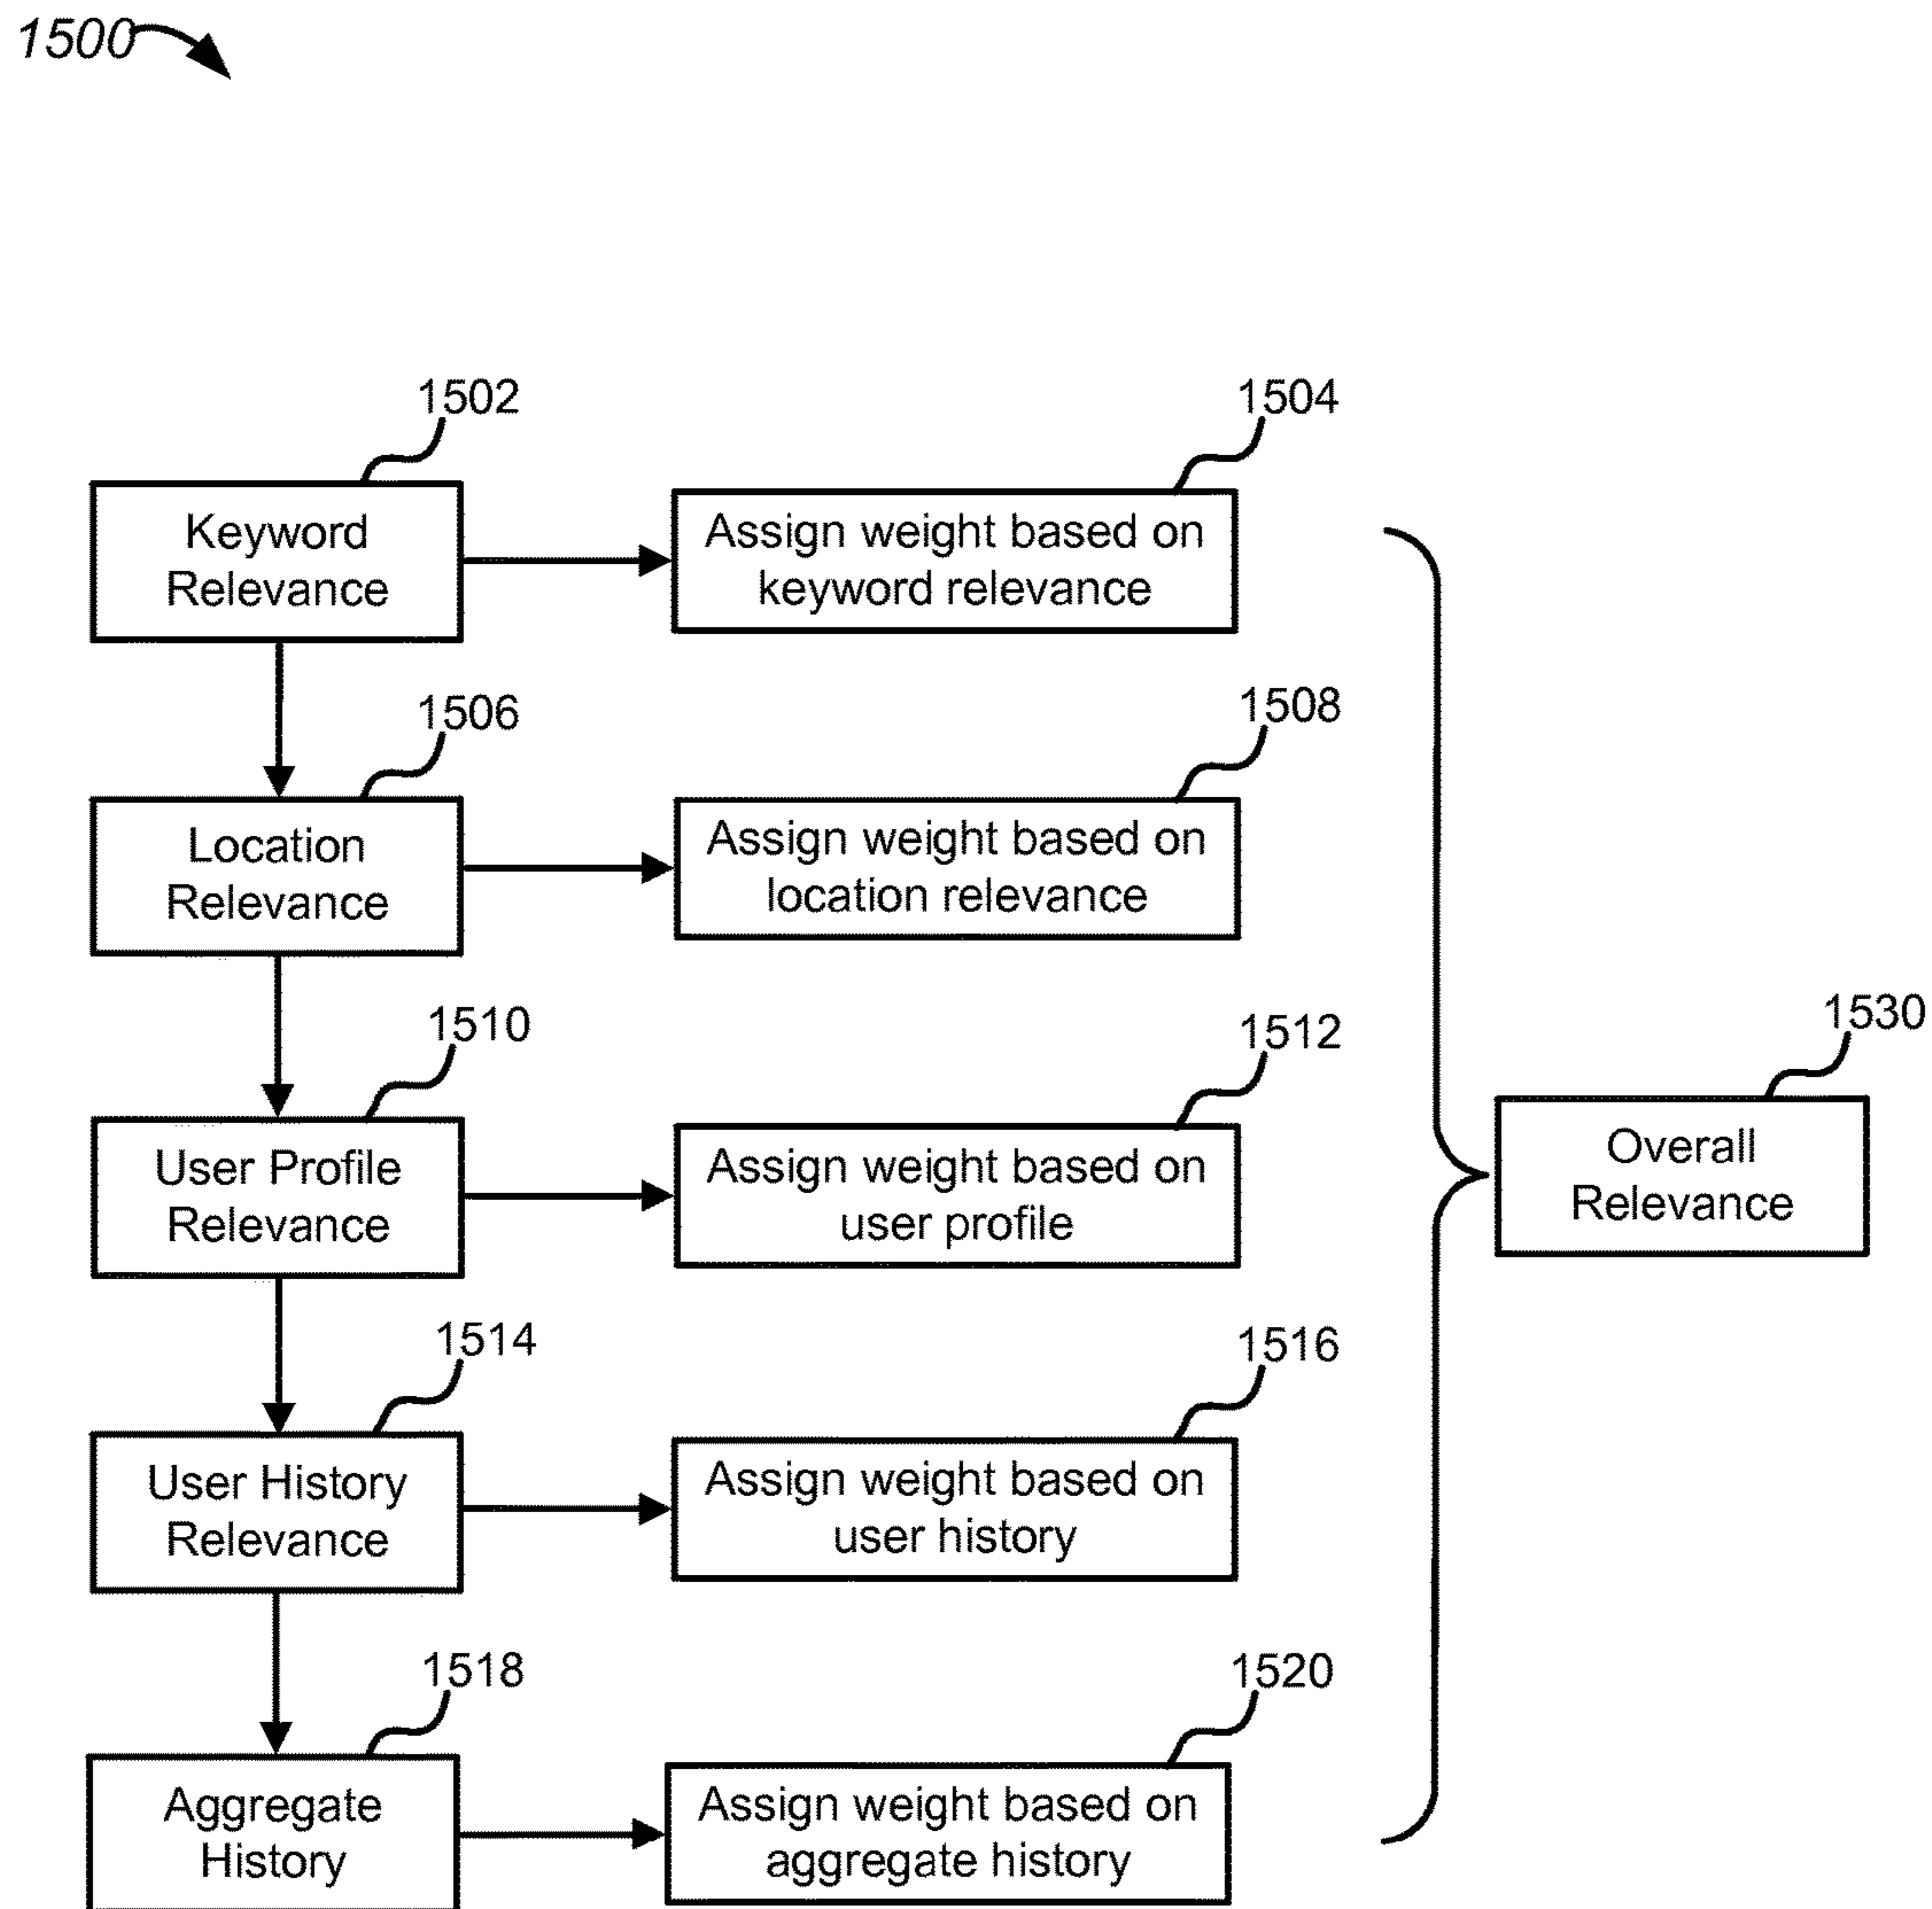 1500
1502
1504
Keyword
Relevance
Assign weight based on
keyword relevance
1506
1508
Location
Relevance
Assign weight based on
location relevance
1510
1512
1530
User Profile
Relevance
Assign weight based on
user profile
Overall
Relevance
1514
1516
User History
Relevance
Assign weight based on
user history
1518
1520
Aggregate
History
Assign weight based on
aggregate history